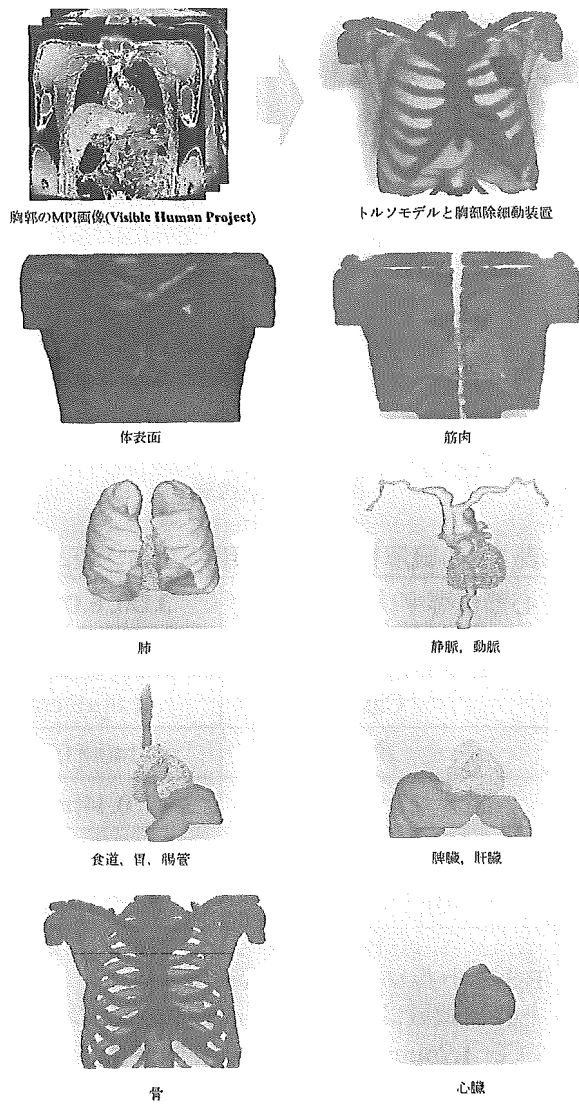 胸郭のMPI画像(Visible Human Project)
トルソモデルと胸部除細動装置
体表面
筋肉
肺
静脈，動脈
食道，胃，腸管
脾臓，肝臓
骨
心臓